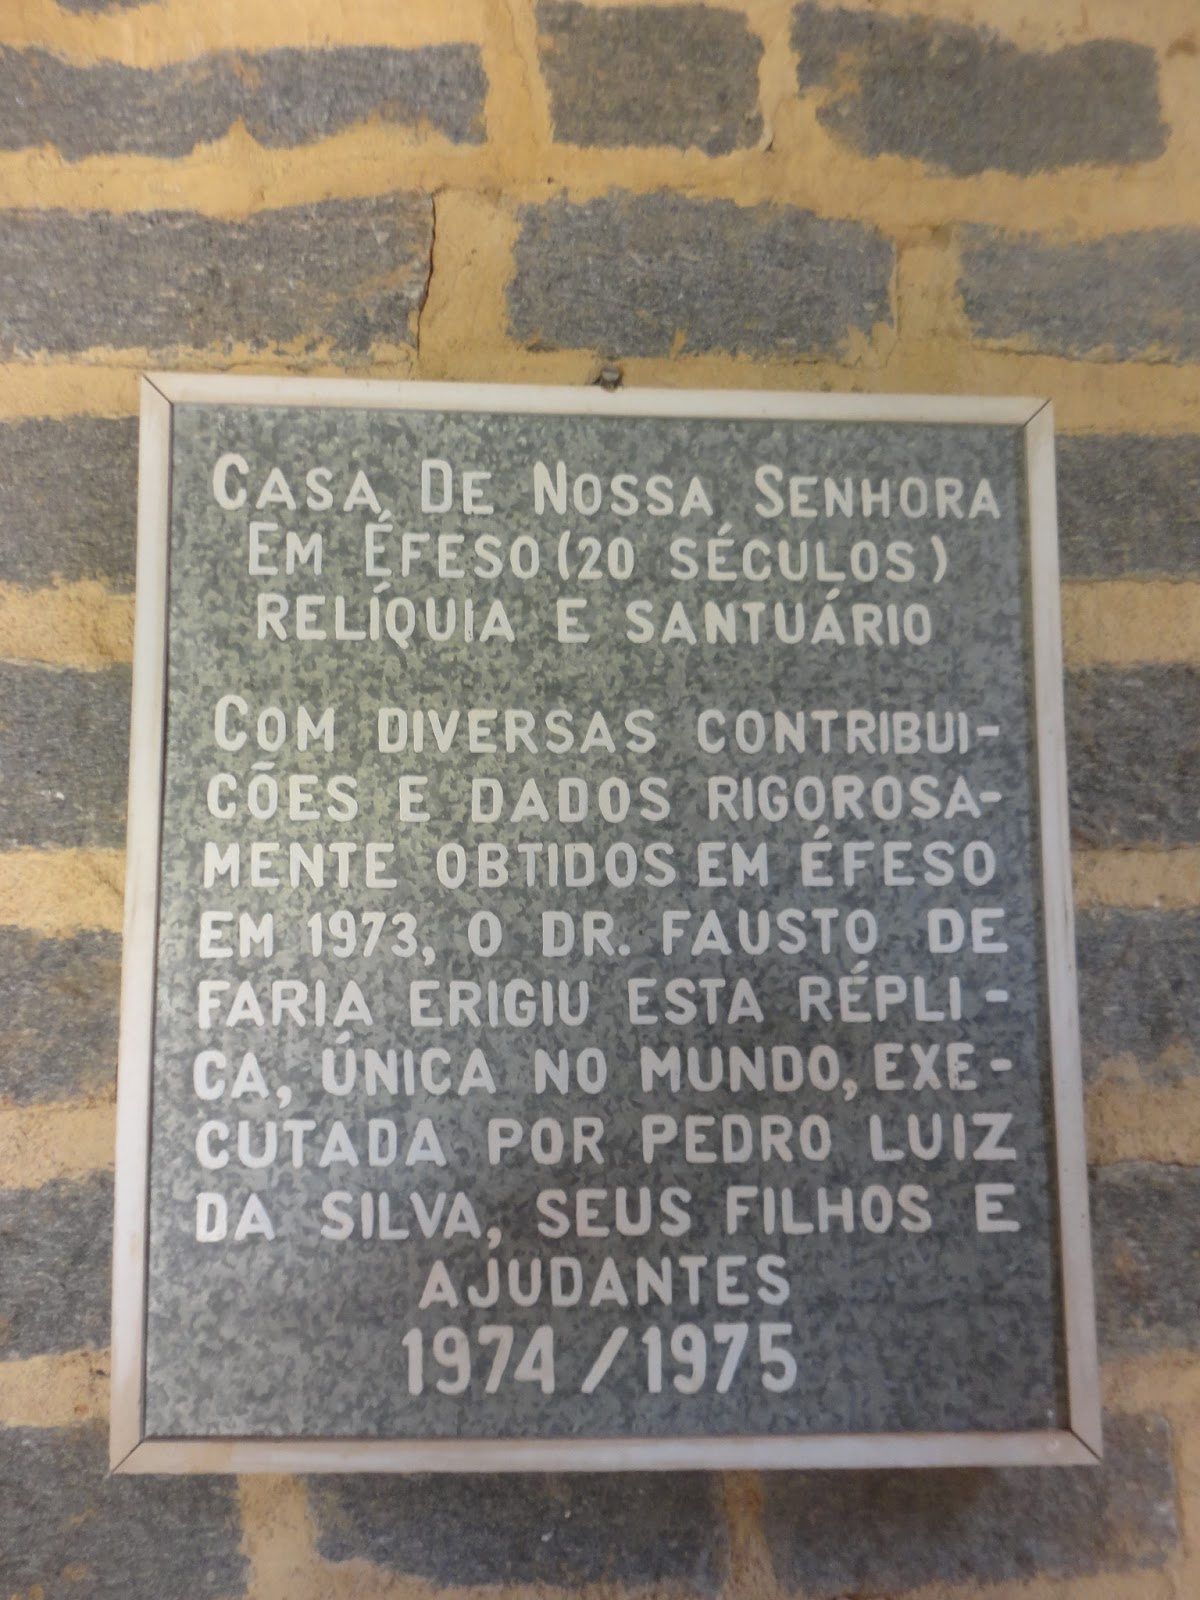 CASA DE NOSSA SENHORA
EM ÉFESO (20 SÉCULOS)
RELÍQUIA E SANTUÁRIO
COM DIVERSAS CONTRIBUI-
ÇÕES E DADOS RIGOROSA-
MENTE OBTIDOS EM ÉFESO
EM 1973, O DR. FAUSTO DE
FARIA ERIGIU ESTA RÉPLI-
CA, ÚNICA NO MUNDO, EXE-
CUTADA POR PEDRO LUIZ
DA SILVA, SEUS FILHOS E
AJUDANTES
1974/1975